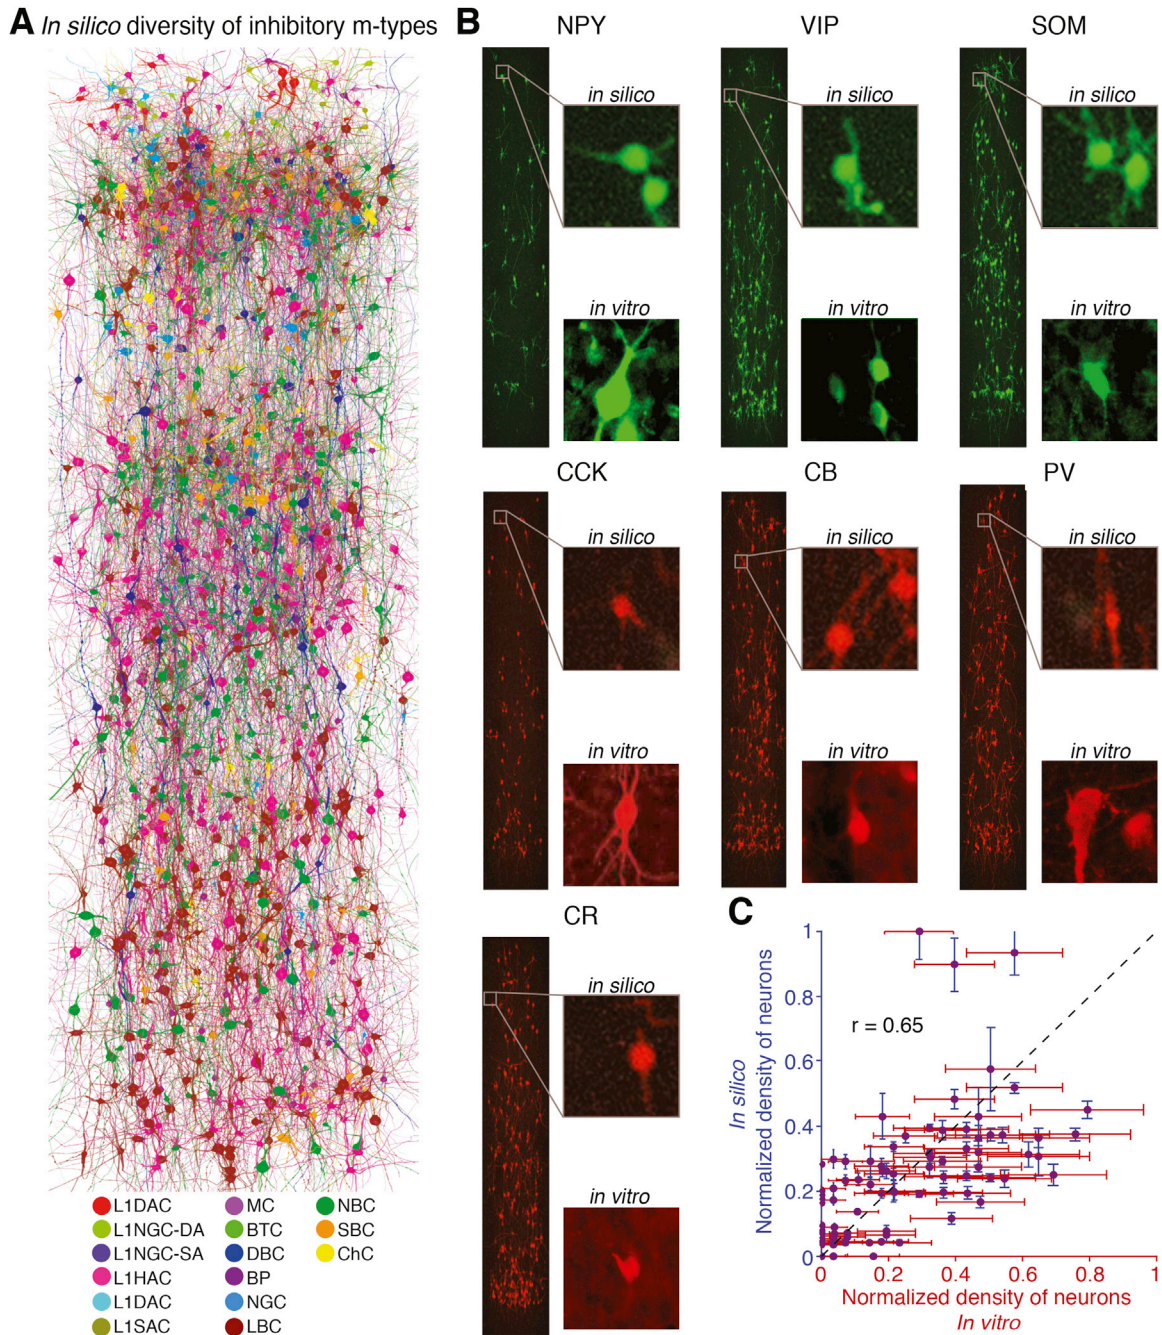 A In silico diversity of inhibitory m-types
L1DAC
L1NGC-DA
L1NGC-SA
L1HAC
L1DAC
L1SAC
MC
BTC
DBC
BP
NGC
LBC
NBC
SBC
ChC
B
NPY
in silico
in vitro
VIP
in silico
in vitro
SOM
in silico
in vitro
CCK
in silico
in vitro
CB
in silico
in vitro
PV
in silico
in vitro
CR
in silico
in vitro
C
In silico
Normalized density of neurons
1
0.8
0.6
0.4
0.2
0
r = 0.65
0 0.2 0.4 0.6 0.8 1
Normalized density of neurons
In vitro